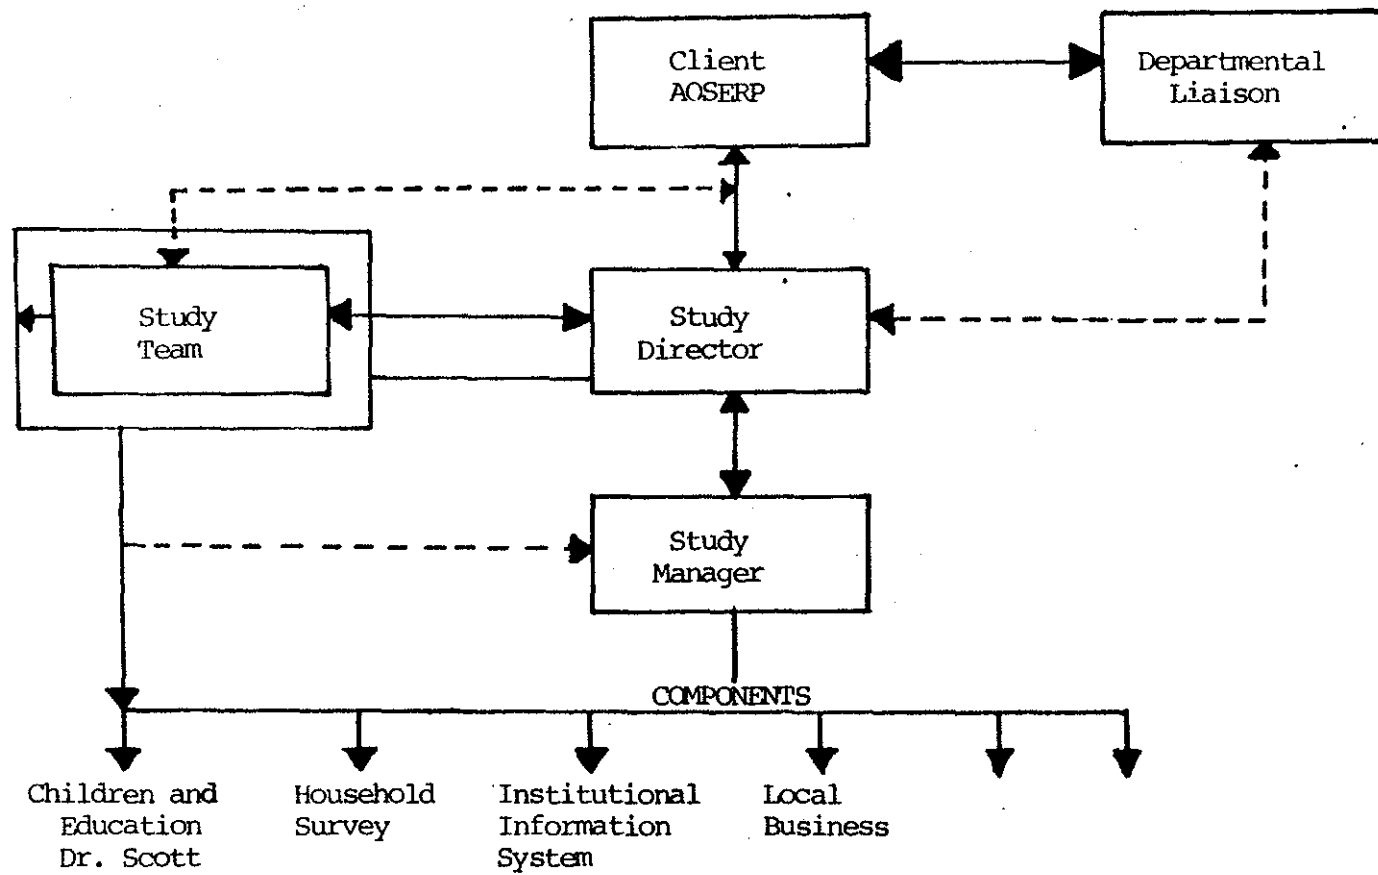 Client
AOSERP
Departmental
Liaison
Study
Team
Study
Director
Study
Manager
COMPONENTS
Children and
Education
Dr. Scott
Household
Survey
Institutional
Information
System
Local
Business